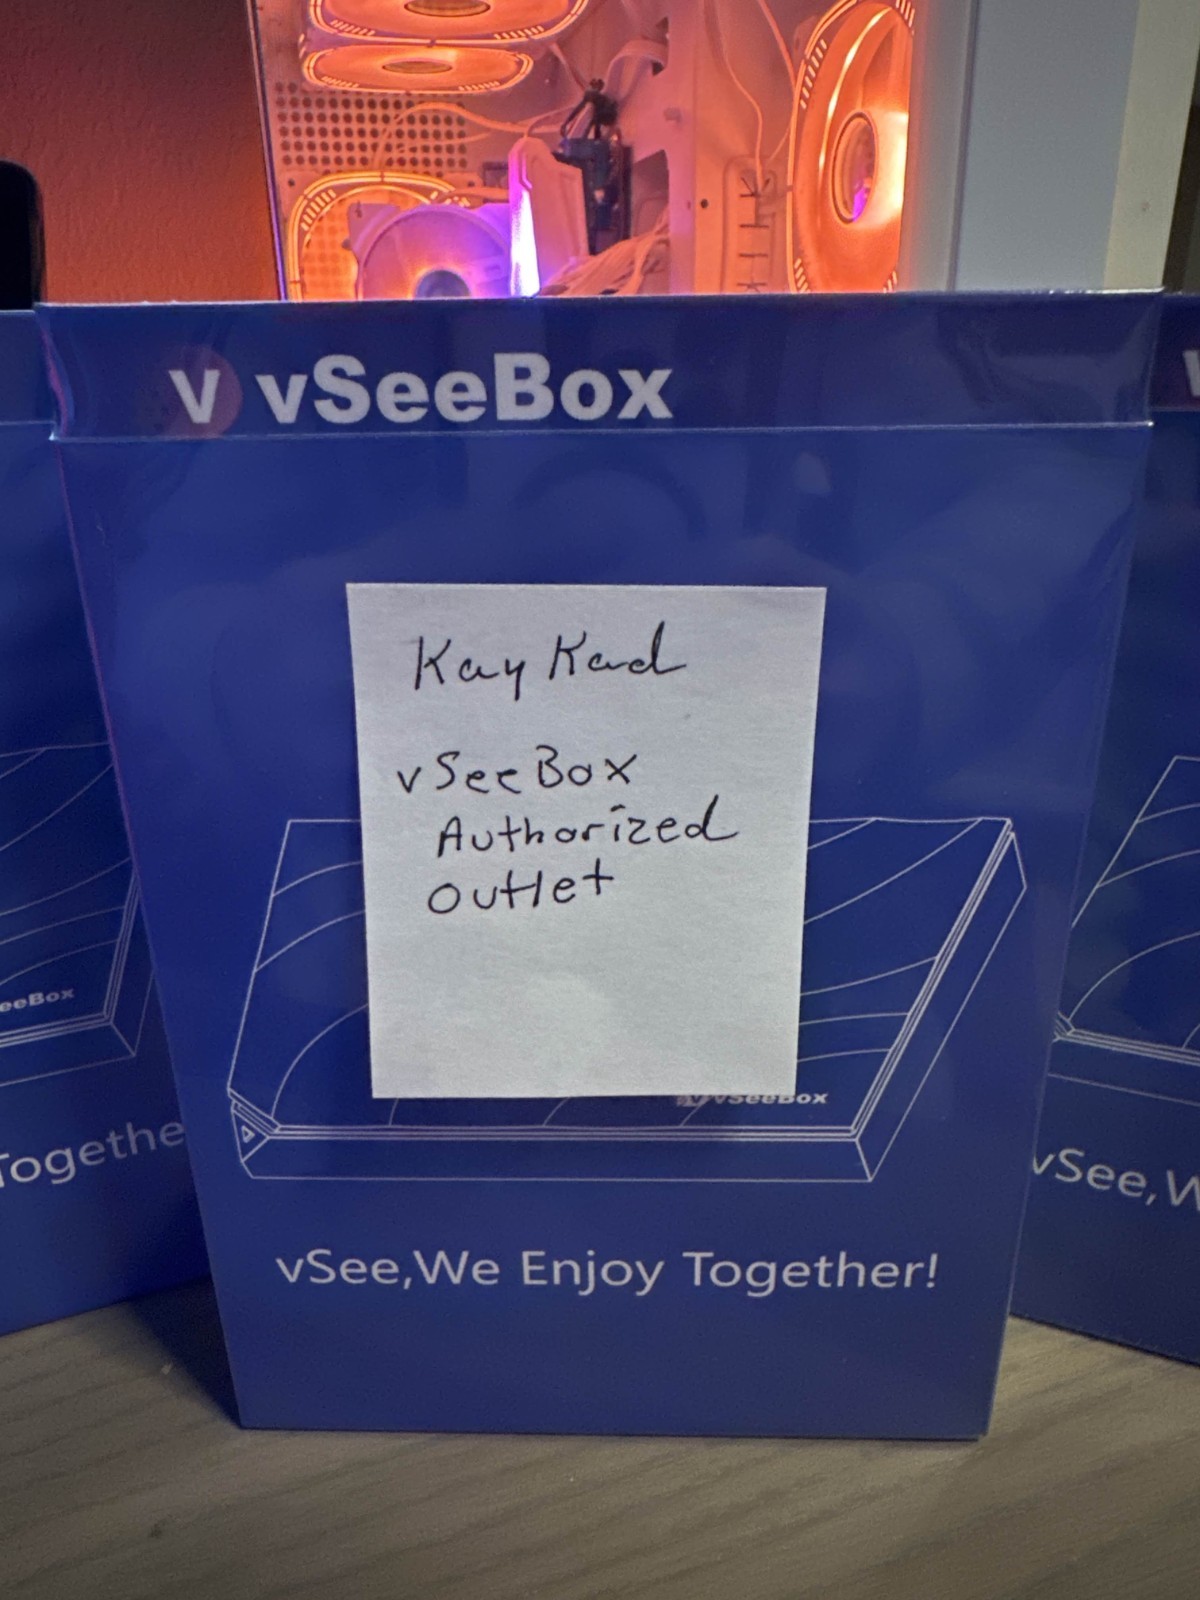 V vSeeBox
Kay Kad
vSeeBox
Authorized
outlet
vSeeBox
vSee,We Enjoy Together!
eeBox
Togethe
vSee,W